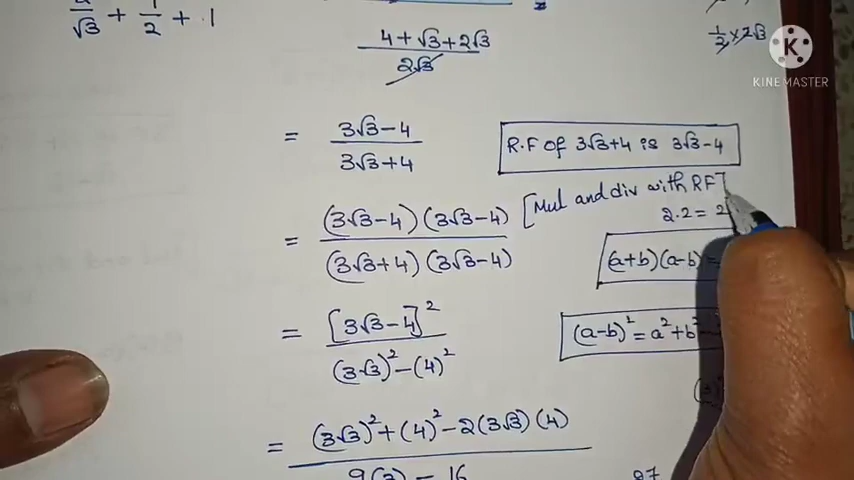 /√3 + 1/2 + 1
4+√3+2√3 / 2√3
1/2 × 2√3
KINEMASTER
= 3√3-4 / 3√3+4
R.F of 3√3+4 is 3√3-4
= (3√3-4)(3√3-4) / (3√3+4)(3√3-4)
[Mul and div with RF]
2.2 = 2
(a+b)(a-b) =
= [3√3-4]² / (3√3)²-(4)²
(a-b)² = a²+b²-
= (3√3)²+(4)²-2(3√3)(4) / 9(3) - 16
27